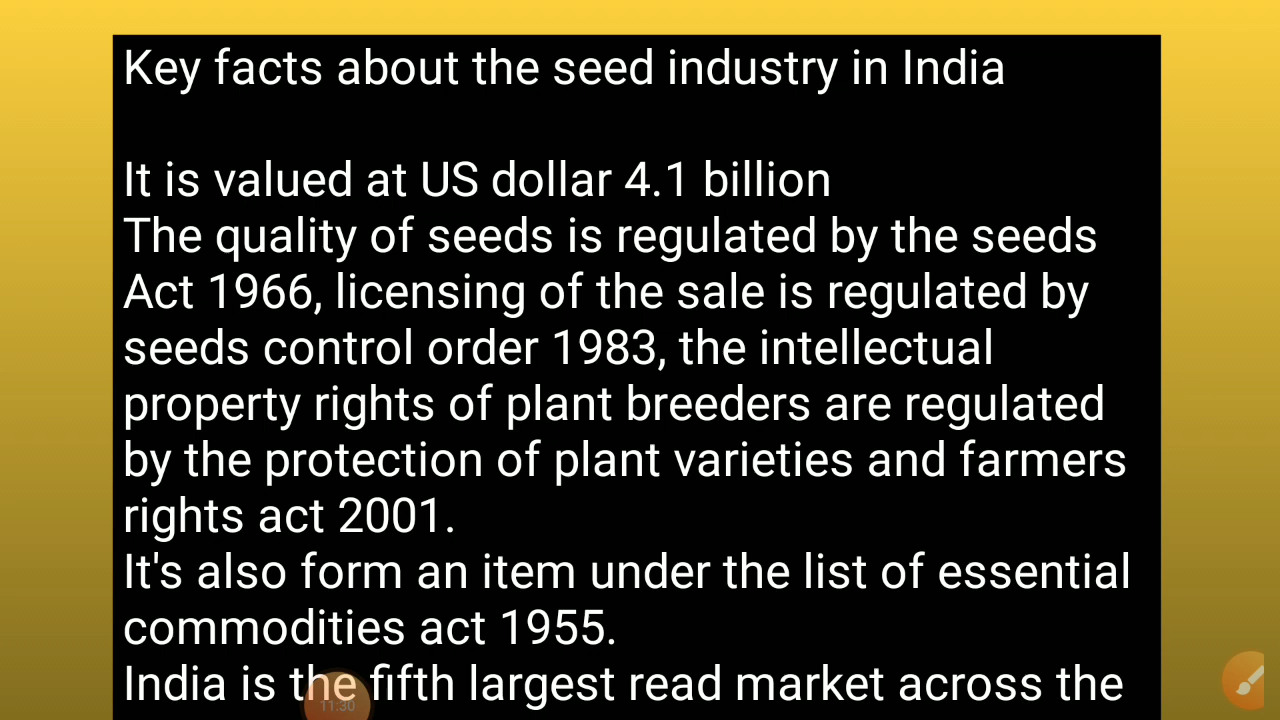 Key facts about the seed industry in India
It is valued at US dollar 4.1 billion
The quality of seeds is regulated by the seeds
Act 1966, licensing of the sale is regulated by
seeds control order 1983, the intellectual
property rights of plant breeders are regulated
by the protection of plant varieties and farmers
rights act 2001.
It's also form an item under the list of essential
commodities act 1955.
India is the fifth largest read market across the
11:30